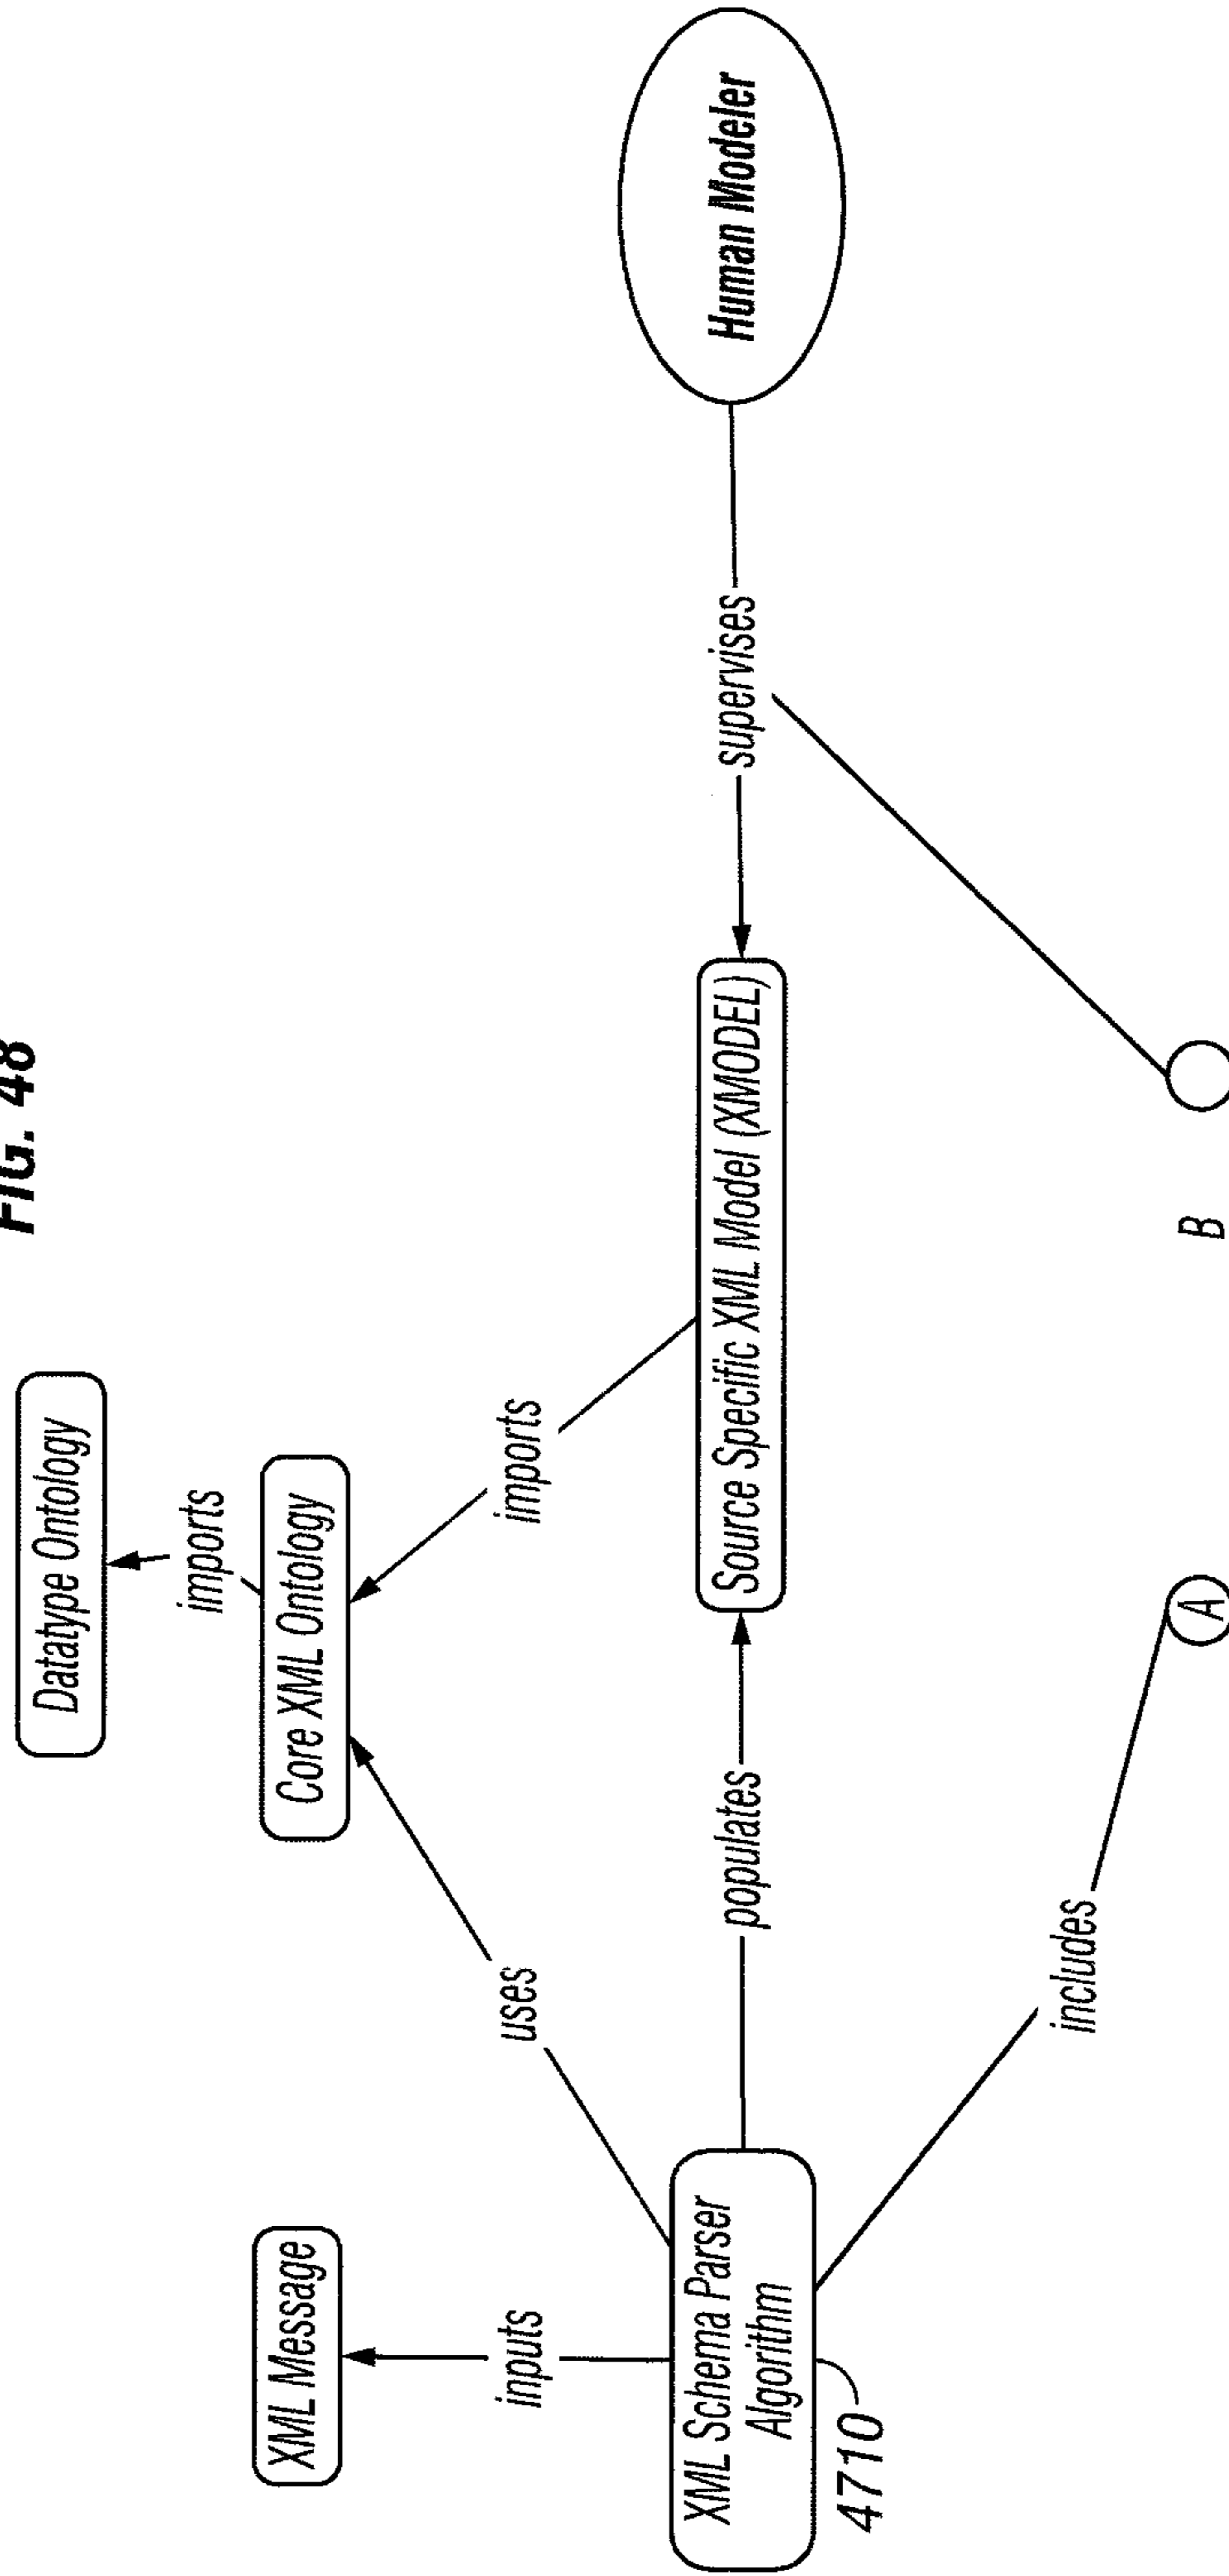 FIG. 48
Datatype Ontology
imports
XML Message
Core XML Ontology
inputs
uses
imports
XML Schema Parser
Algorithm
4710
populates
Source Specific XML Model (XMODEL)
supervises
Human Modeler
includes
A
B